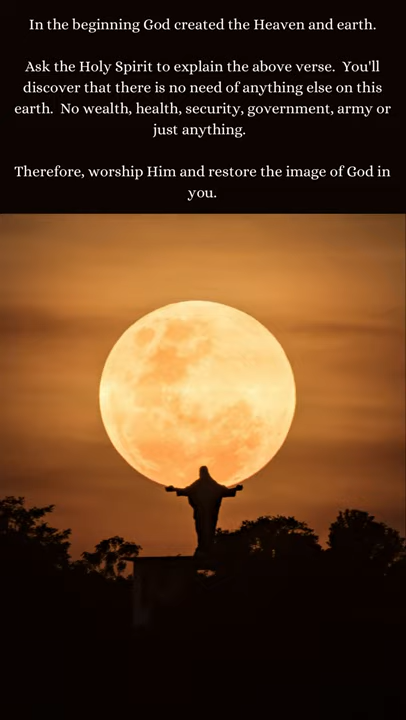 In the beginning God created the Heaven and earth.
Ask the Holy Spirit to explain the above verse. You'll
discover that there is no need of anything else on this
earth. No wealth, health, security, government, army or
just anything.
Therefore, worship Him and restore the image of God in
you.